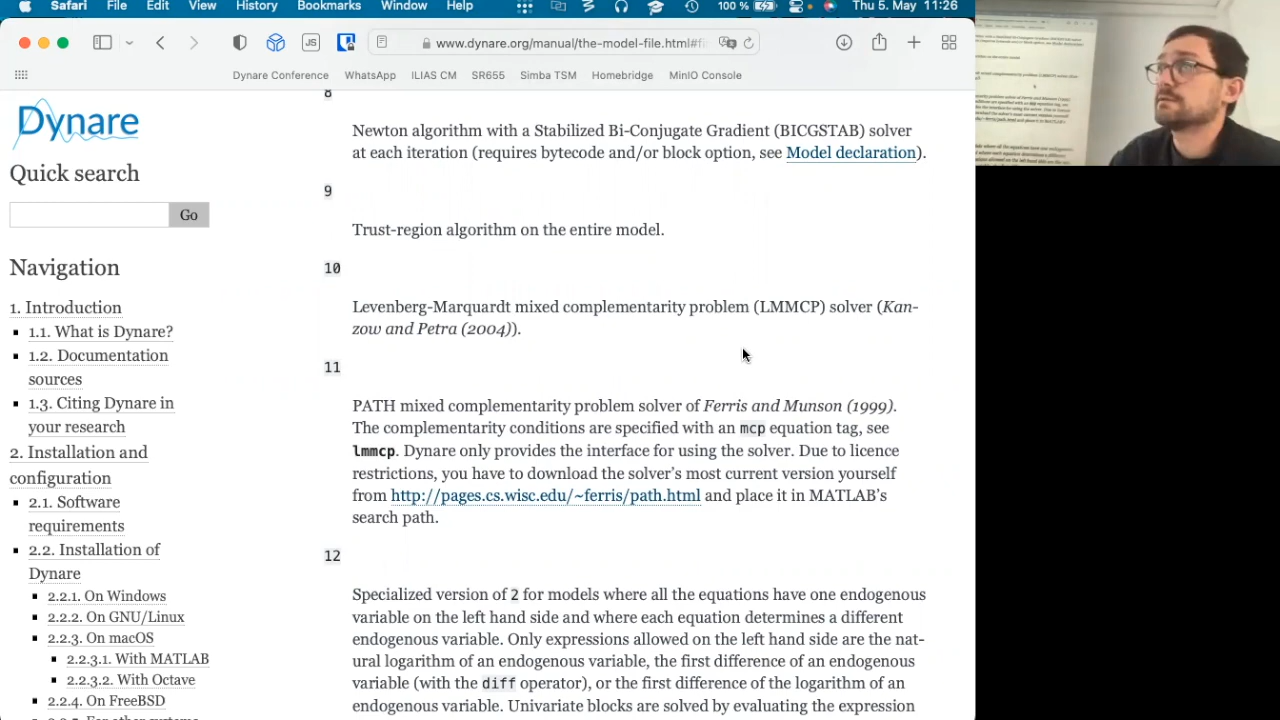 Safari File Edit View History Bookmarks Window Help 100 % Thu 5. May 11:26
www.dynare.org/manual/the-model-file.html#fi
Dynare Conference WhatsApp ILIAS CM SR655 Simba TSM Homebridge MinIO Console
Dynare
Quick search
Go
Navigation
1. Introduction
1.1. What is Dynare?
1.2. Documentation
sources
1.3. Citing Dynare in
your research
2. Installation and
configuration
2.1. Software
requirements
2.2. Installation of
Dynare
2.2.1. On Windows
2.2.2. On GNU/Linux
2.2.3. On macOS
2.2.3.1. With MATLAB
2.2.3.2. With Octave
2.2.4. On FreeBSD
2.2.5. For other systems
8
Newton algorithm with a Stabilized Bi-Conjugate Gradient (BICGSTAB) solver
at each iteration (requires bytecode and/or block option, see Model declaration).
9
Trust-region algorithm on the entire model.
10
Levenberg-Marquardt mixed complementarity problem (LMMCP) solver (Kan-
zow and Petra (2004)).
11
PATH mixed complementarity problem solver of Ferris and Munson (1999).
The complementarity conditions are specified with an mcp equation tag, see
lmmcp. Dynare only provides the interface for using the solver. Due to licence
restrictions, you have to download the solver's most current version yourself
from http://pages.cs.wisc.edu/~ferris/path.html and place it in MATLAB's
search path.
12
Specialized version of 2 for models where all the equations have one endogenous
variable on the left hand side and where each equation determines a different
endogenous variable. Only expressions allowed on the left hand side are the nat-
ural logarithm of an endogenous variable, the first difference of an endogenous
variable (with the diff operator), or the first difference of the logarithm of an
endogenous variable. Univariate blocks are solved by evaluating the expression